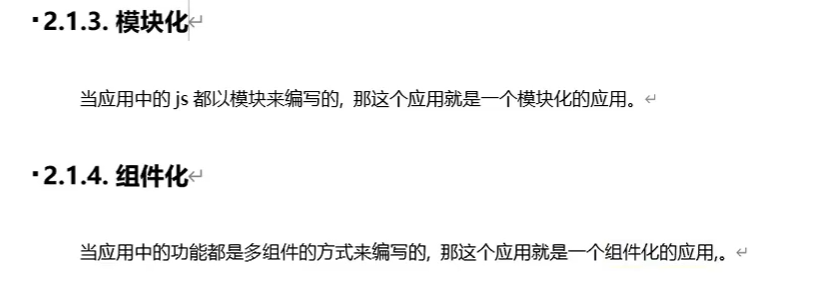 ▪2.1.3. 模块化↵
当应用中的 js 都以模块来编写的, 那这个应用就是一个模块化的应用。↵
▪2.1.4. 组件化↵
当应用中的功能都是多组件的方式来编写的, 那这个应用就是一个组件化的应用,。↵